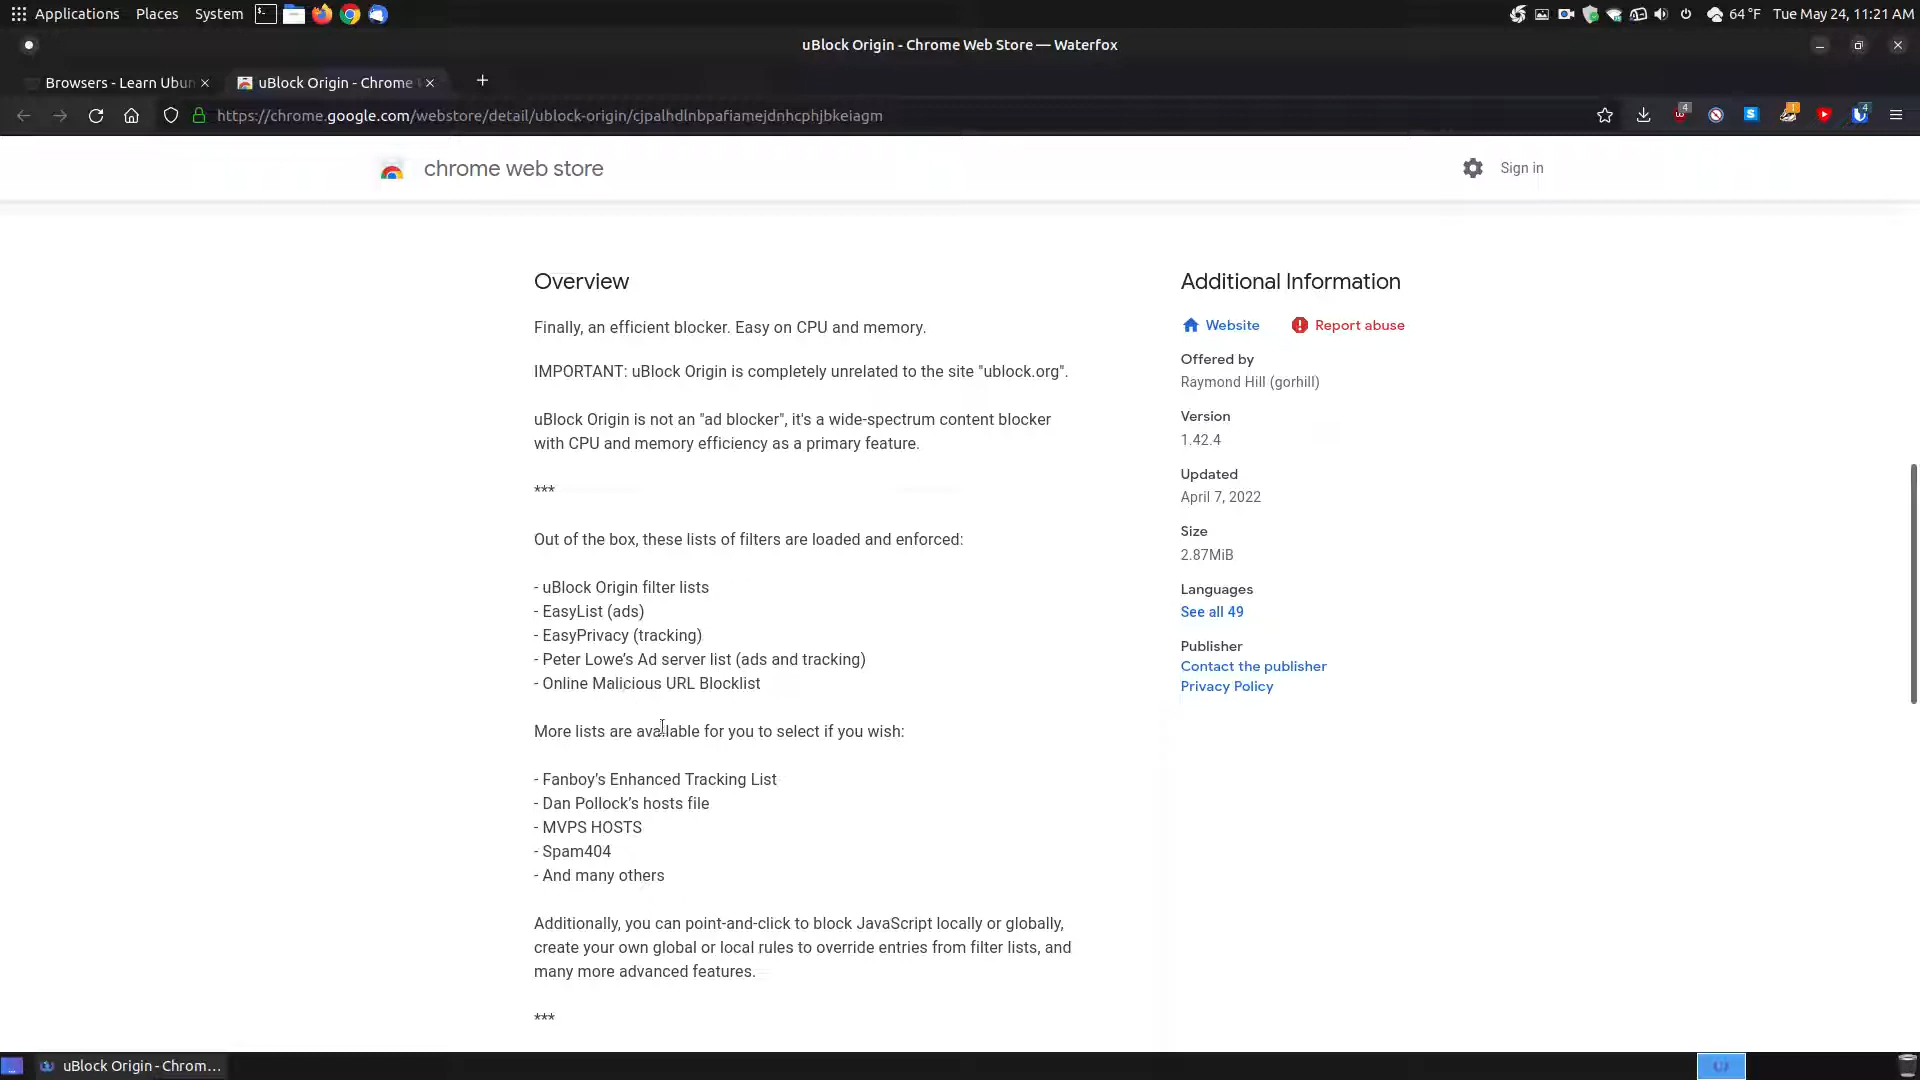 Applications Places System 64 °F Tue May 24, 11:21 AM
uBlock Origin - Chrome Web Store — Waterfox
Browsers - Learn Ubun
uBlock Origin - Chrome
https://chrome.google.com/webstore/detail/ublock-origin/cjpalhdlnbpafiamejdnhcphjbkeiagm
4
1
4
chrome web store
Sign in
Overview
Finally, an efficient blocker. Easy on CPU and memory.
IMPORTANT: uBlock Origin is completely unrelated to the site "ublock.org".
uBlock Origin is not an "ad blocker", it's a wide-spectrum content blocker
with CPU and memory efficiency as a primary feature.
***
Out of the box, these lists of filters are loaded and enforced:
- uBlock Origin filter lists
- EasyList (ads)
- EasyPrivacy (tracking)
- Peter Lowe’s Ad server list (ads and tracking)
- Online Malicious URL Blocklist
More lists are available for you to select if you wish:
- Fanboy’s Enhanced Tracking List
- Dan Pollock’s hosts file
- MVPS HOSTS
- Spam404
- And many others
Additionally, you can point-and-click to block JavaScript locally or globally,
create your own global or local rules to override entries from filter lists, and
many more advanced features.
***
Additional Information
Website
Report abuse
Offered by
Raymond Hill (gorhill)
Version
1.42.4
Updated
April 7, 2022
Size
2.87MiB
Languages
See all 49
Publisher
Contact the publisher
Privacy Policy
uBlock Origin - Chrom...